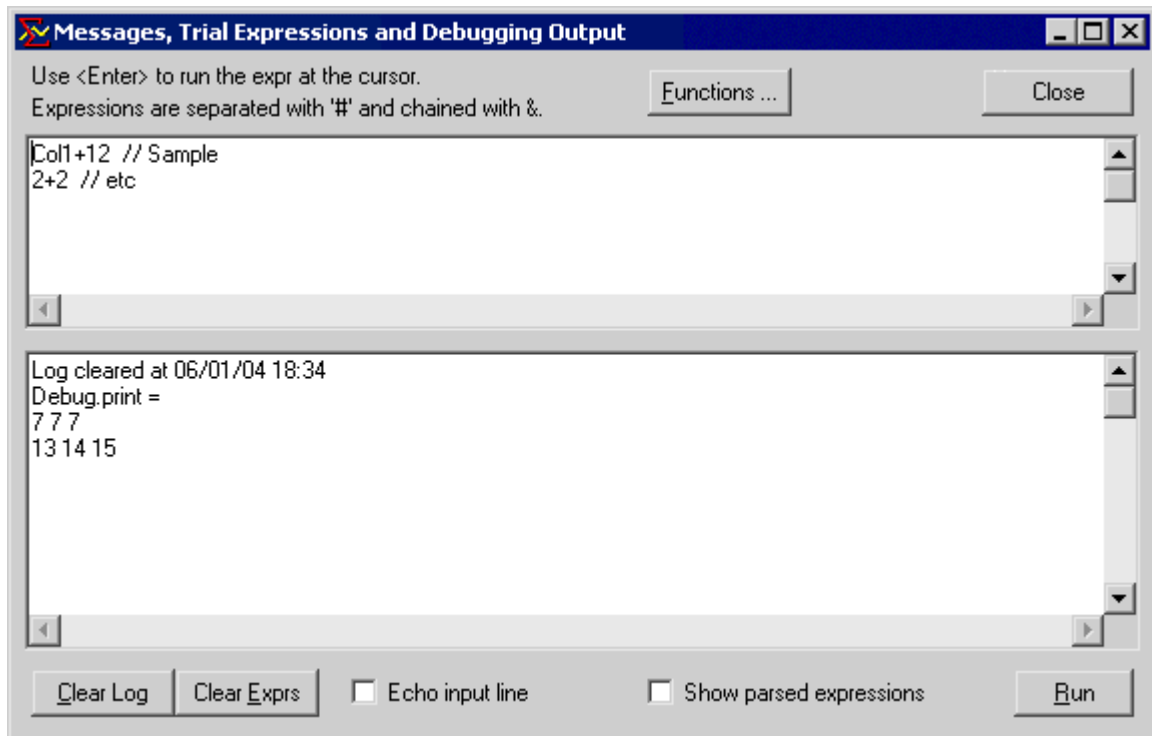 Messages, Trial Expressions and Debugging Output
Use <Enter> to run the expr at the cursor.
Expressions are separated with '#' and chained with &.
Functions ...
Close
Col1+12 // Sample
2+2 // etc
Log cleared at 06/01/04 18:34
Debug.print =
7 7 7
13 14 15
Clear Log
Clear Exprs
Echo input line
Show parsed expressions
Run